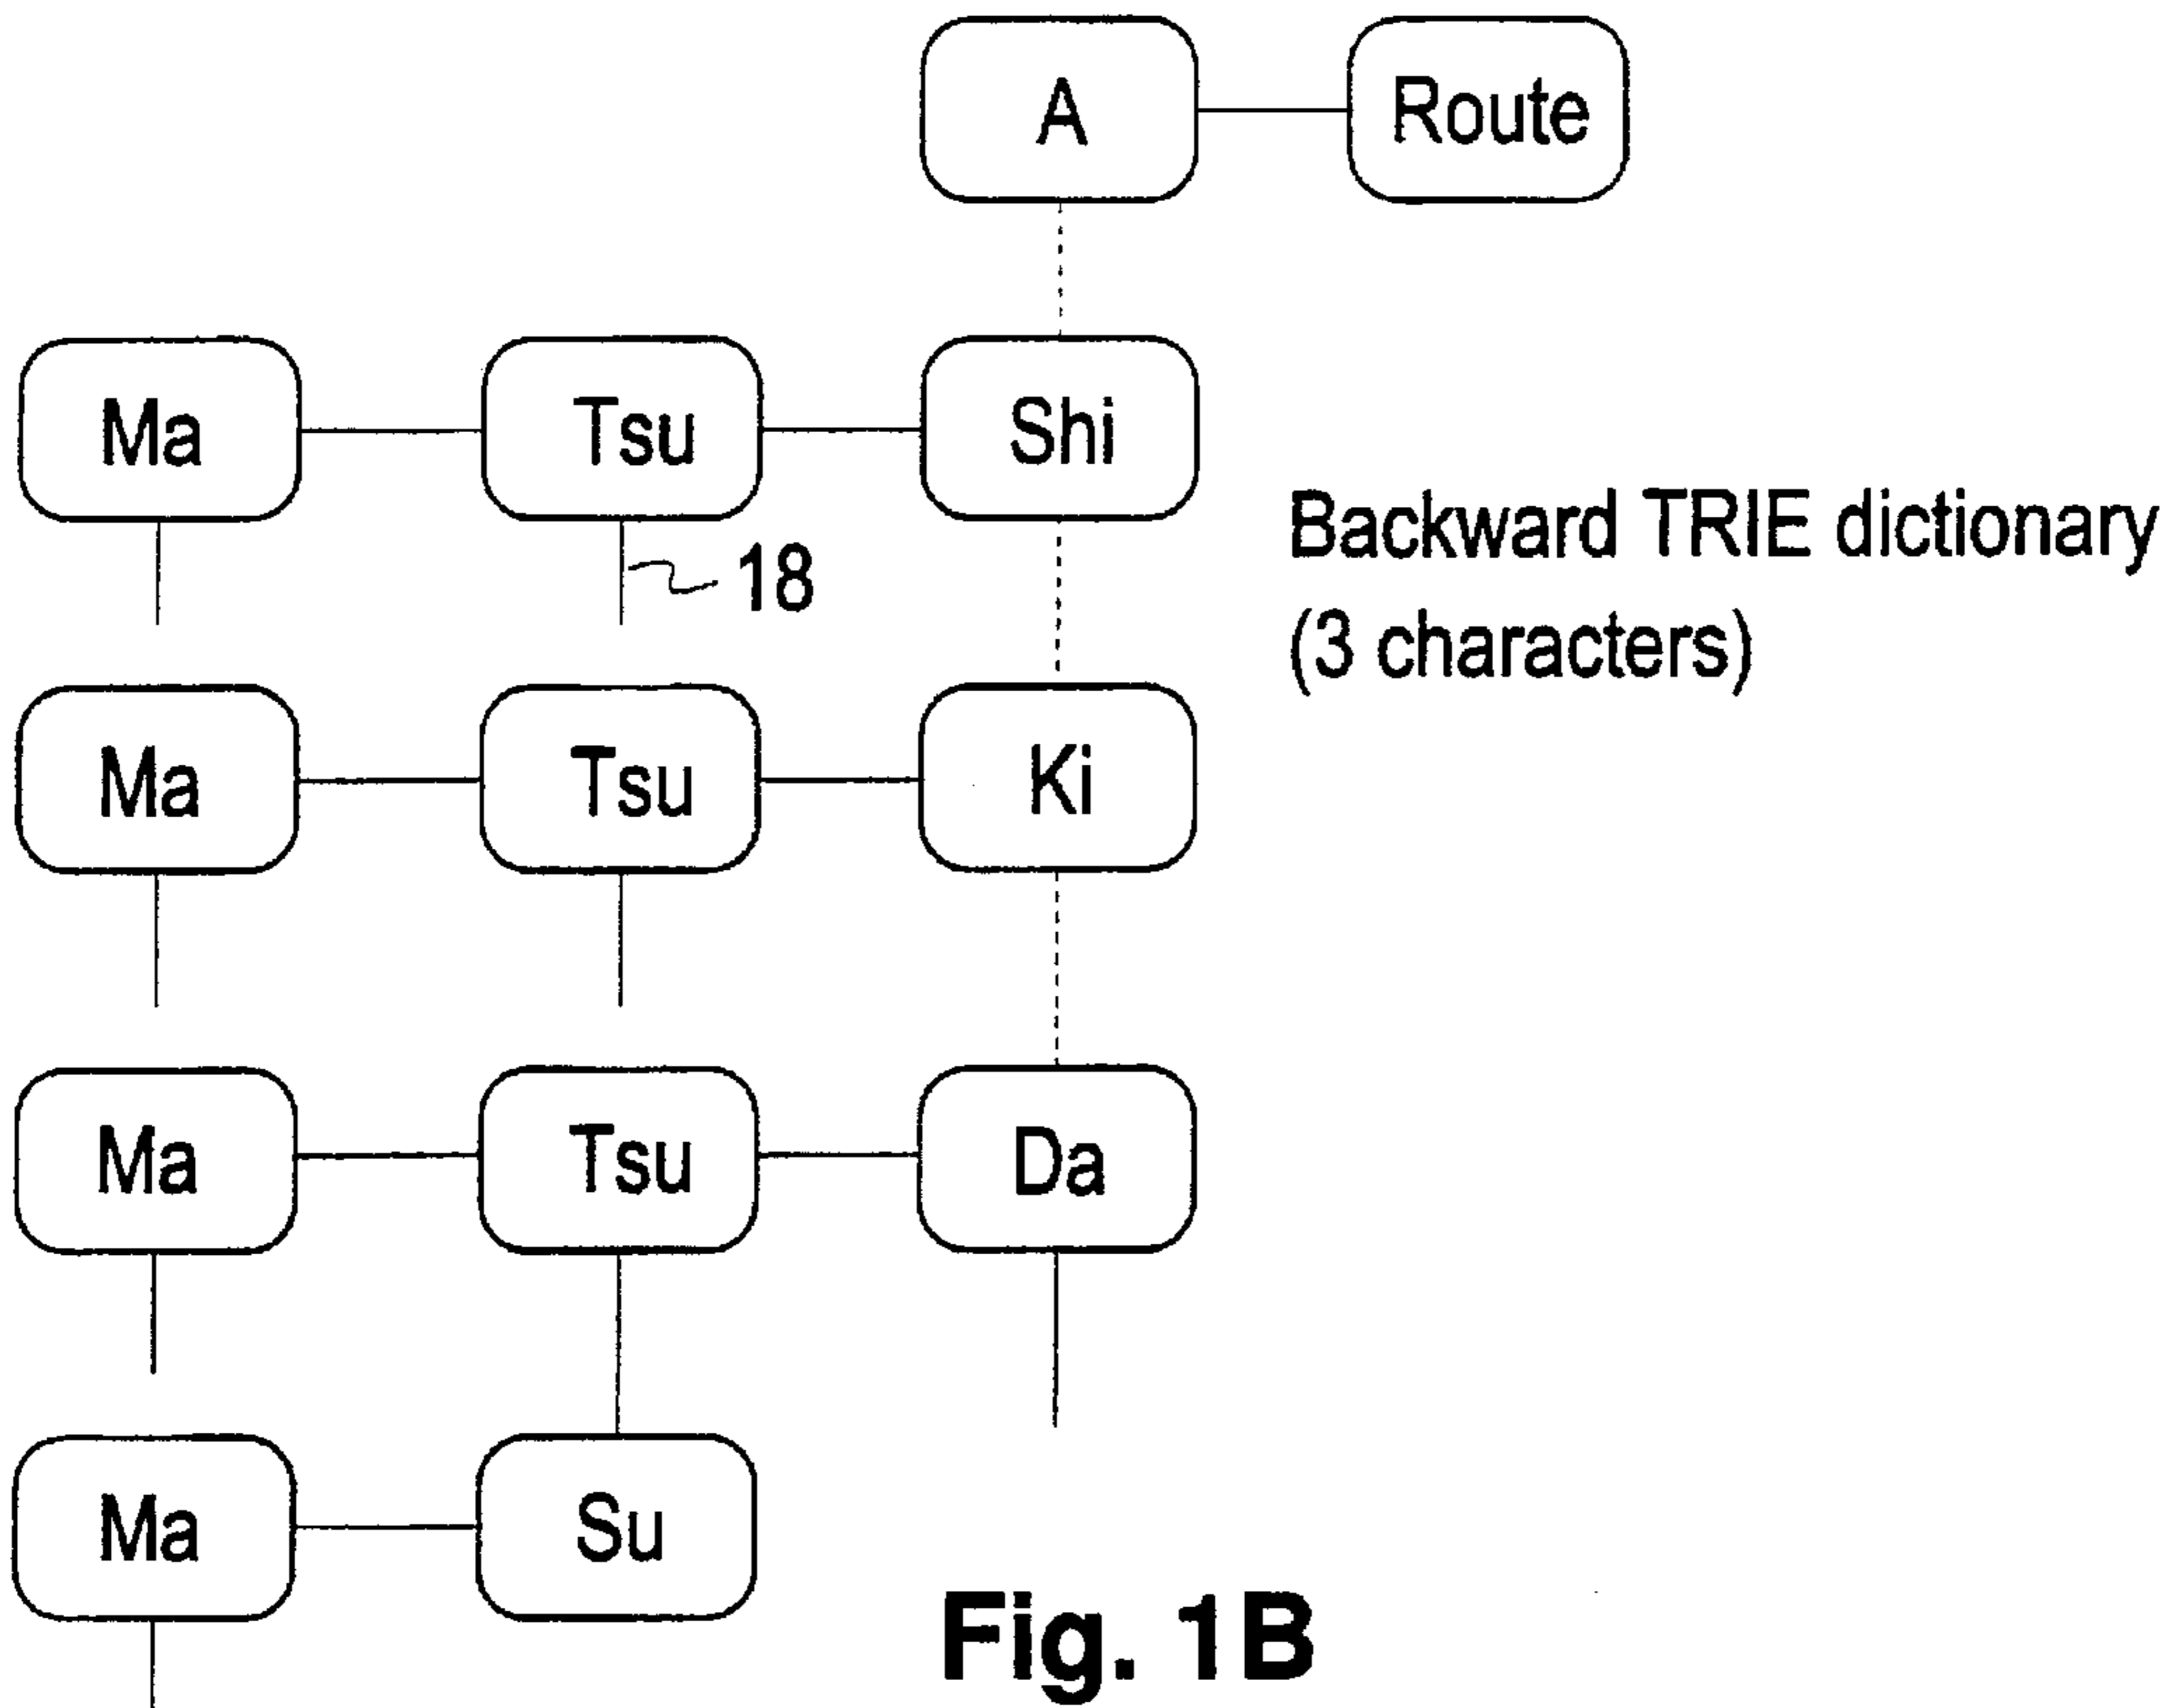 A Route
Ma Tsu Shi
Backward TRIE dictionary
18
(3 characters)
Ma Tsu Ki
Ma Tsu Da
Ma Su
Fig. 1B